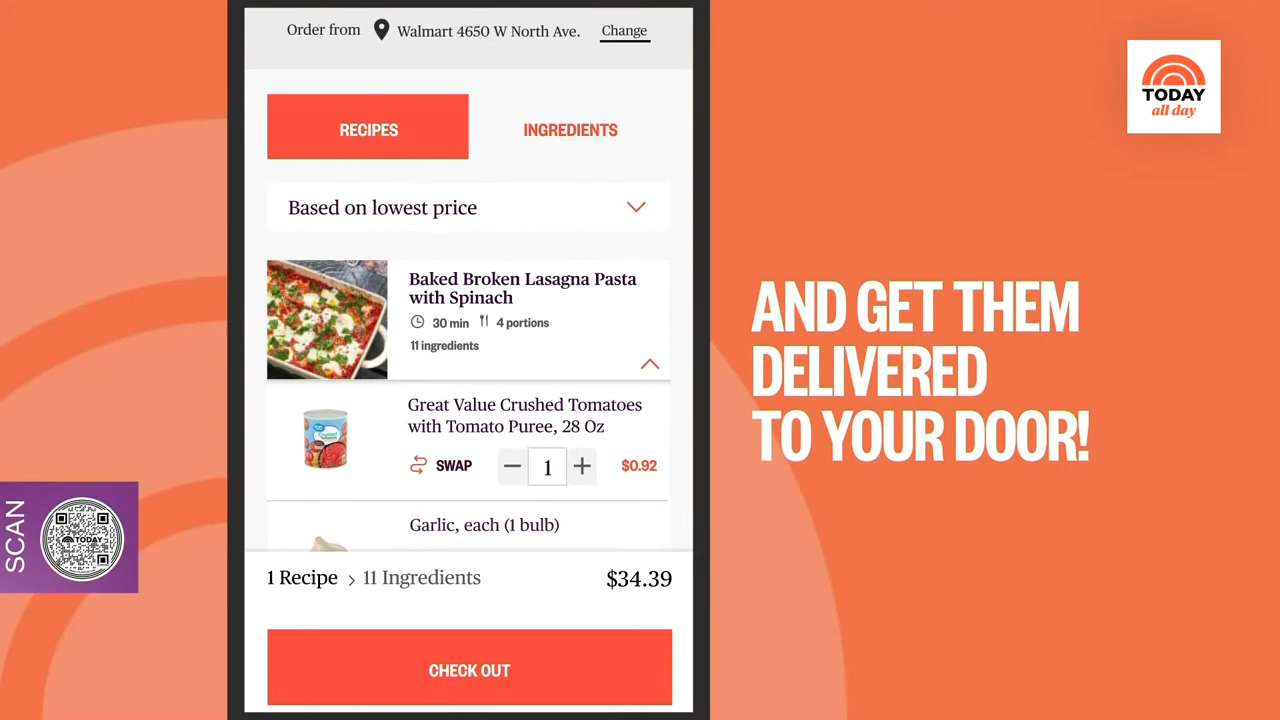 Order from Walmart 4650 W North Ave. Change
RECIPES INGREDIENTS
Based on lowest price
Baked Broken Lasagna Pasta
with Spinach
30 min 4 portions
11 ingredients
Great Value Crushed Tomatoes
with Tomato Puree, 28 Oz
SWAP 1 $0.92
Garlic, each (1 bulb)
1 Recipe > 11 Ingredients $34.39
CHECK OUT
AND GET THEM
DELIVERED
TO YOUR DOOR!
TODAY
all day
SCAN
TODAY